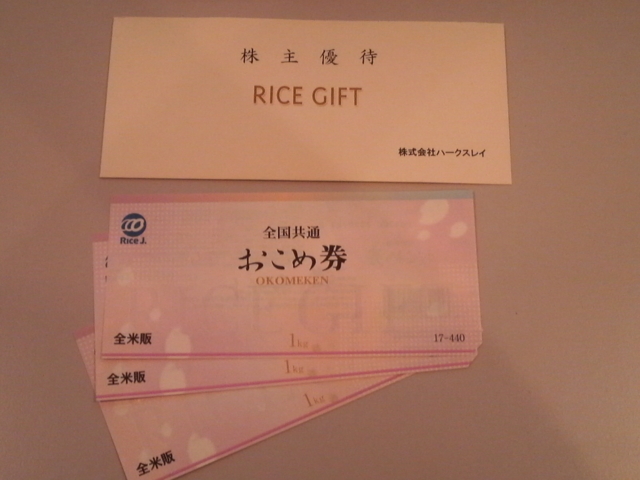 株主優待
RICE GIFT
株式会社ハークスレイ
Rice J.
全国共通
おこめ券
OKOMEKEN
全米販
1kg
17-440
全米販
1kg
全米販
1kg